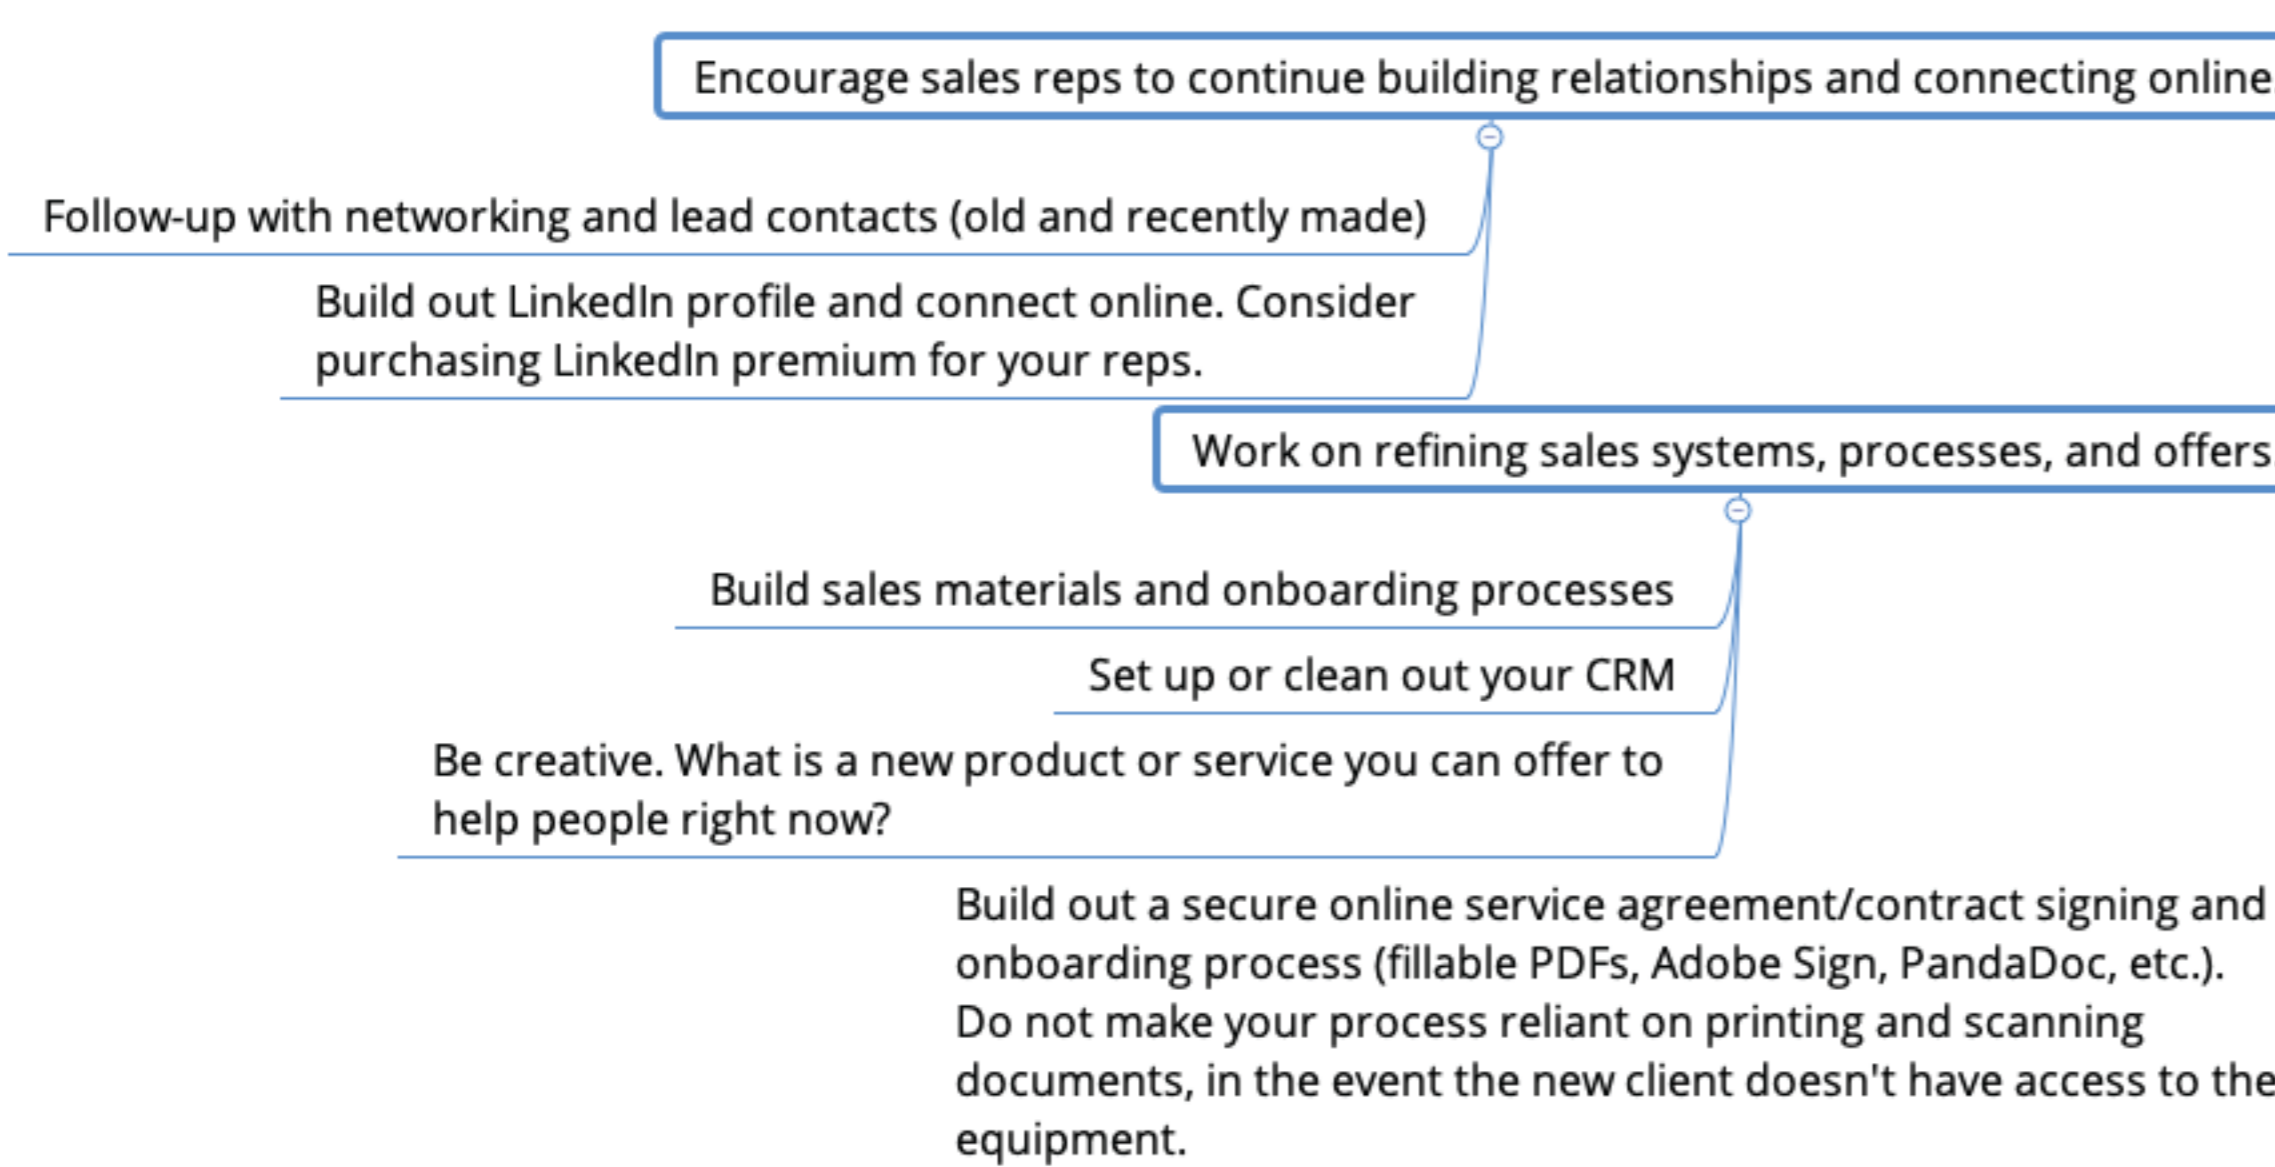 Encourage sales reps to continue building relationships and connecting online.
Follow-up with networking and lead contacts (old and recently made)
Build out LinkedIn profile and connect online. Consider
purchasing LinkedIn premium for your reps.
Work on refining sales systems, processes, and offers.
Build sales materials and onboarding processes
Set up or clean out your CRM
Be creative. What is a new product or service you can offer to
help people right now?
Build out a secure online service agreement/contract signing and
onboarding process (fillable PDFs, Adobe Sign, PandaDoc, etc.).
Do not make your process reliant on printing and scanning
documents, in the event the new client doesn't have access to the
equipment.